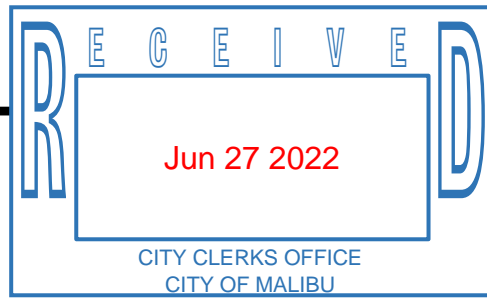 RECEIVED
Jun 27 2022
CITY CLERKS OFFICE
CITY OF MALIBU